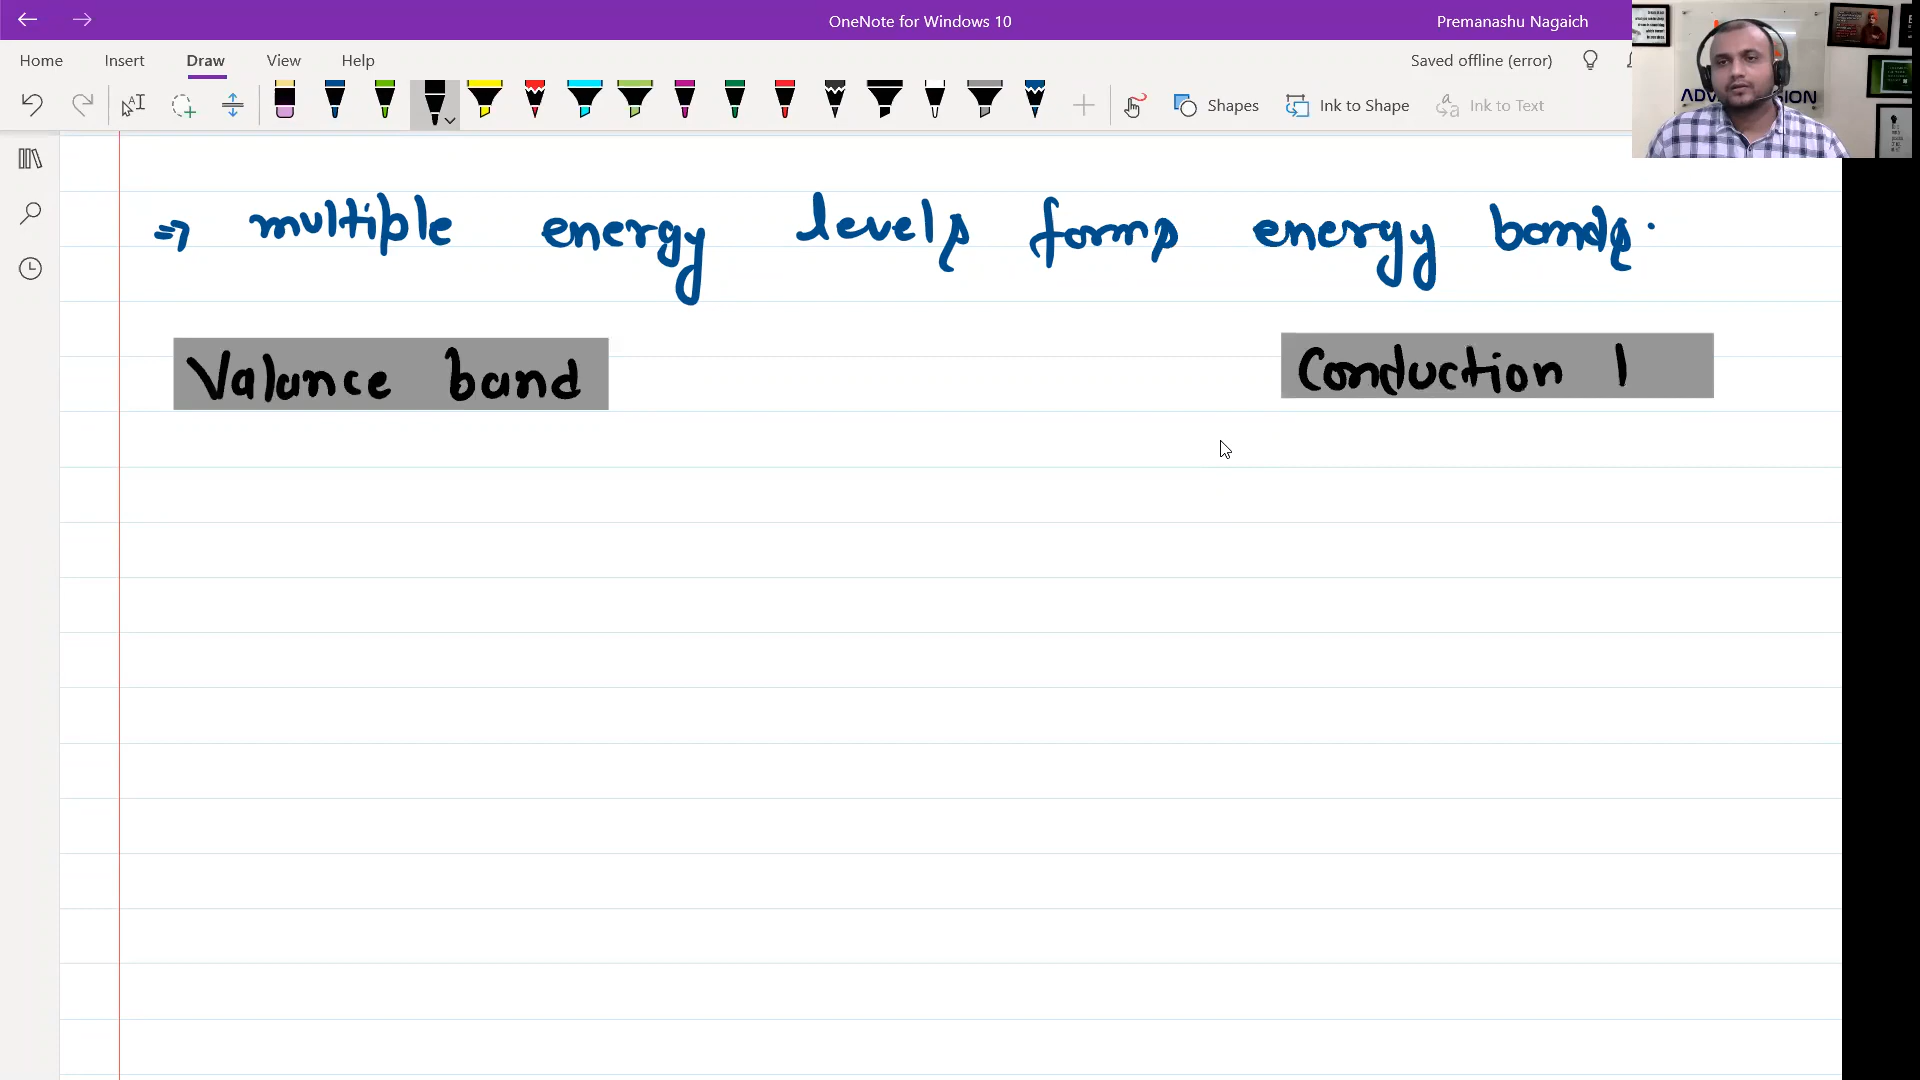 OneNote for Windows 10
Premanashu Nagaich
Home Insert Draw View Help
Saved offline (error)
Shapes Ink to Shape Ink to Text
⇒ multiple energy levels forms energy bands.
Valance band
Conduction l